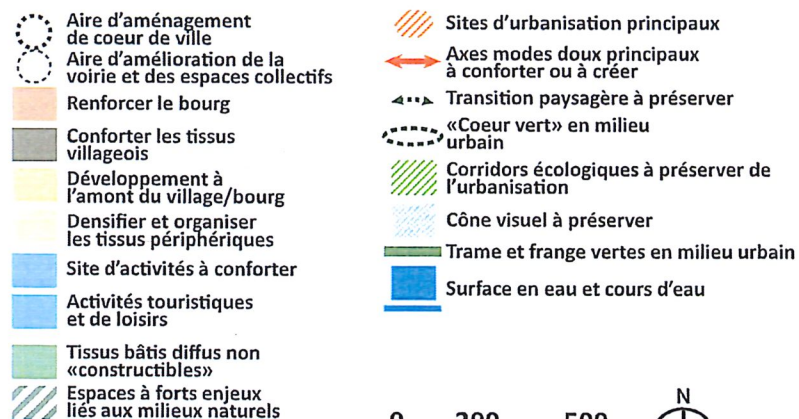 Aire d'aménagement
de coeur de ville
Aire d'amélioration de la
voirie et des espaces collectifs
Renforcer le bourg
Conforter les tissus
villageois
Développement à
l'amont du village/bourg
Densifier et organiser
les tissus périphériques
Site d'activités à conforter
Activités touristiques
et de loisirs
Tissus bâtis diffus non
«constructibles»
Espaces à forts enjeux
liés aux milieux naturels
Sites d'urbanisation principaux
Axes modes doux principaux
à conforter ou à créer
Transition paysagère à préserver
«Coeur vert» en milieu
urbain
Corridors écologiques à préserver de
l'urbanisation
Cône visuel à préserver
Trame et frange vertes en milieu urbain
Surface en eau et cours d'eau
N